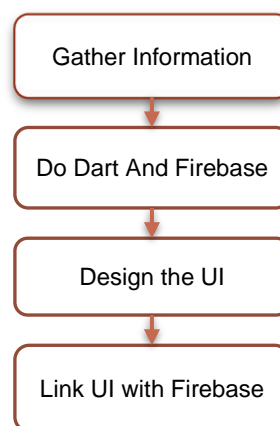 Gather Information
Do Dart And Firebase
Design the UI
Link UI with Firebase